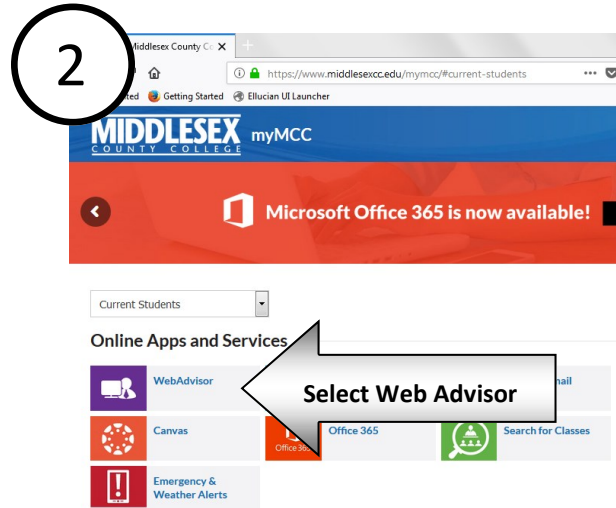 2
Middlesex County Co
https://www.middlesexcc.edu/mymcc/#current-students
Getting Started
Ellucian UI Launcher
MIDDLESEX
COUNTY COLLEGE
myMCC
Microsoft Office 365 is now available!
Current Students
Online Apps and Services
WebAdvisor
Select Web Advisor
Canvas
Office 365
Office 365
Search for Classes
Emergency &
Weather Alerts